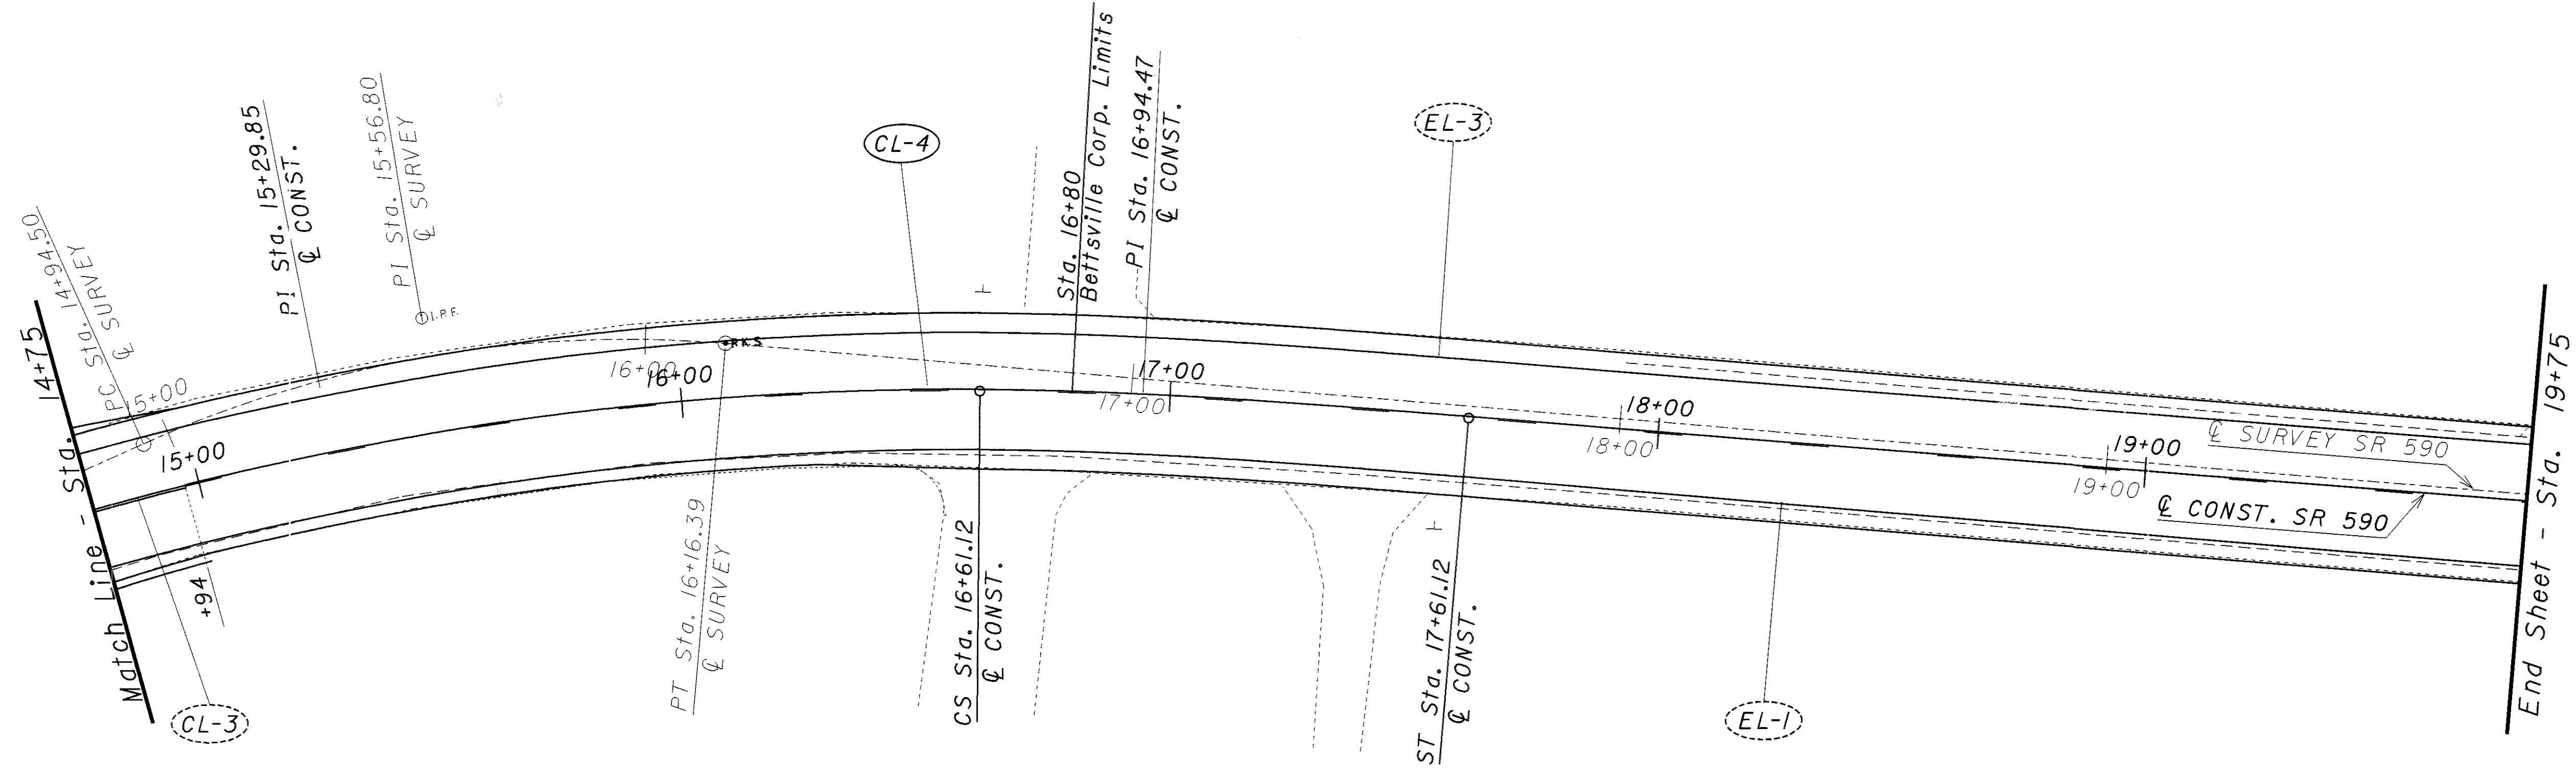 Match Line - Sta. 14+75
PC Sta. 14+94.50
℄ SURVEY
PI Sta. 15+29.85
℄ CONST.
PI Sta. 15+56.80
℄ SURVEY
I.P.F.
15+00
15+00
+94
CL-3
16+00
16+00
R.K.S
PT Sta. 16+16.39
℄ SURVEY
CL-4
CS Sta. 16+61.12
℄ CONST.
Sta. 16+80
Bettsville Corp. Limits
PI Sta. 16+94.47
℄ CONST.
17+00
17+00
EL-3
ST Sta. 17+61.12
℄ CONST.
18+00
18+00
EL-1
19+00
19+00
℄ SURVEY SR 590
℄ CONST. SR 590
End Sheet - Sta. 19+75